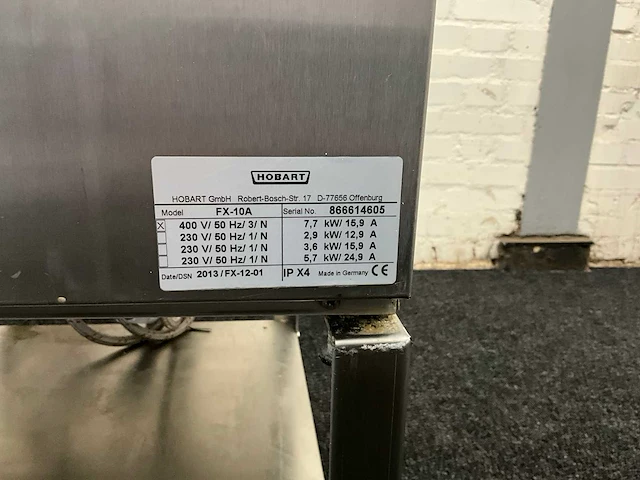 HOBART
HOBART GmbH Robert-Bosch-Str. 17 D-77656 Offenburg
Model FX-10A Serial No. 866614605
X 400 V/ 50 Hz/ 3/ N 7,7 kW/ 15,9 A
230 V/ 50 Hz/ 1/ N 2,9 kW/ 12,9 A
230 V/ 50 Hz/ 1/ N 3,6 kW/ 15,9 A
230 V/ 50 Hz/ 1/ N 5,7 kW/ 24,9 A
Date/DSN 2013 / FX-12-01 IP X4 Made in Germany CE